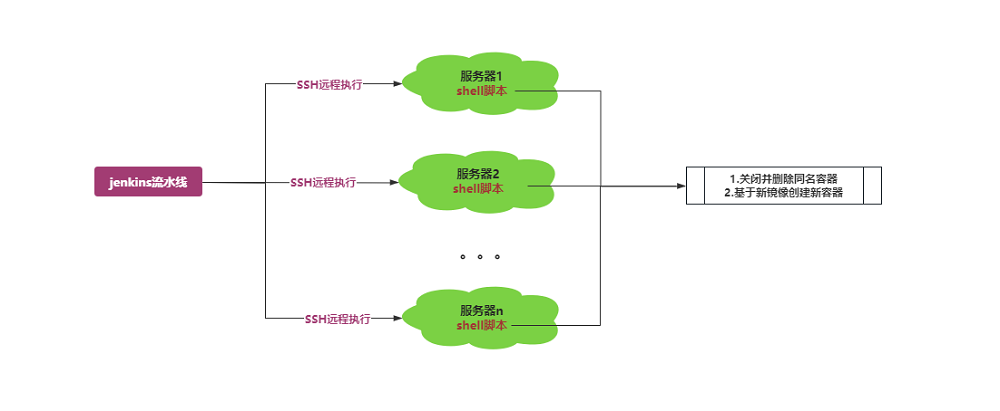 SSH远程执行
服务器1
shell脚本
jenkins流水线
SSH远程执行
服务器2
shell脚本
1.关闭并删除同名容器
2.基于新镜像创建新容器
。。。
SSH远程执行
服务器n
shell脚本